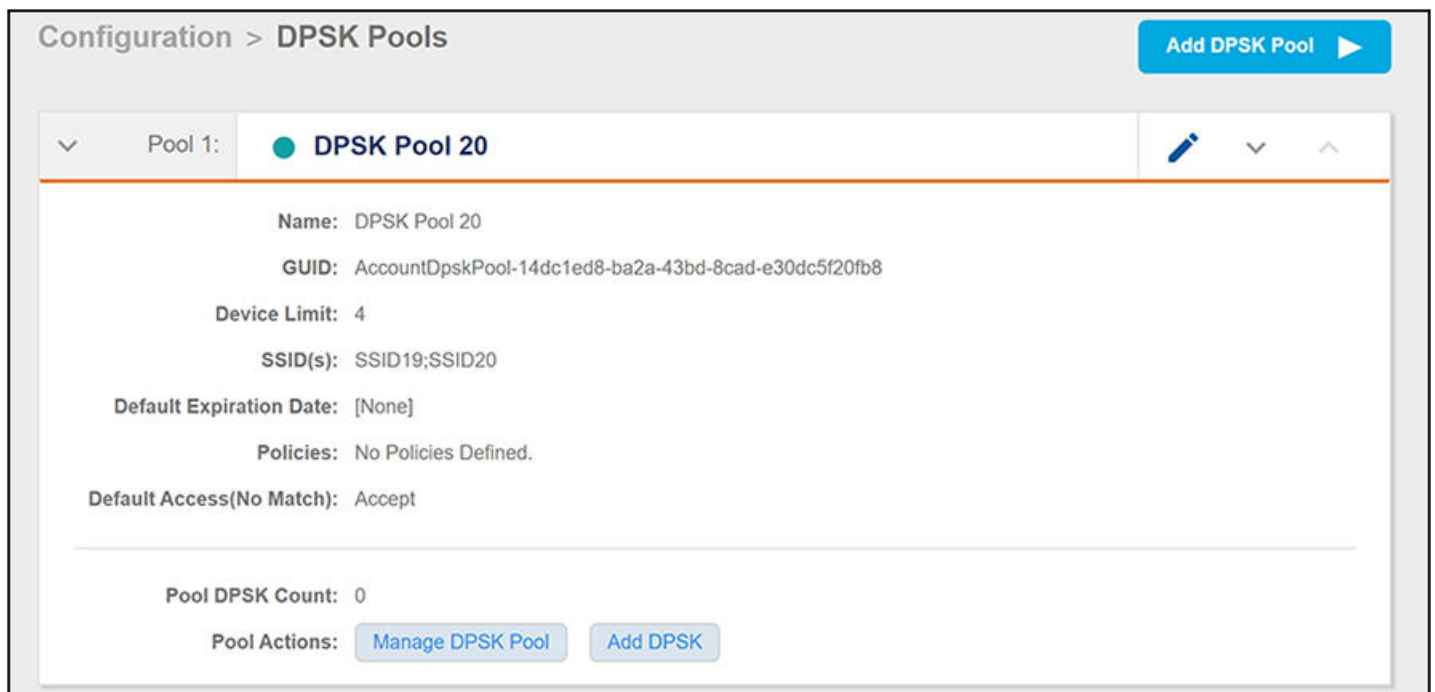 Configuration > DPSK Pools
Add DPSK Pool
Pool 1: DPSK Pool 20
Name: DPSK Pool 20
GUID: AccountDpskPool-14dc1ed8-ba2a-43bd-8cad-e30dc5f20fb8
Device Limit: 4
SSID(s): SSID19;SSID20
Default Expiration Date: [None]
Policies: No Policies Defined.
Default Access(No Match): Accept
Pool DPSK Count: 0
Pool Actions: Manage DPSK Pool Add DPSK